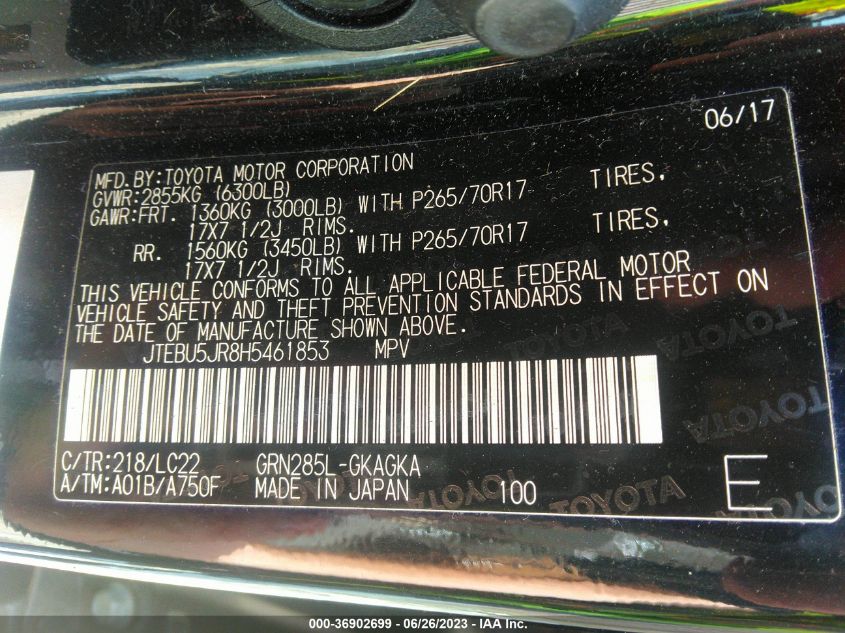 06/17
MFD.BY:TOYOTA MOTOR CORPORATION
GVWR:2855KG (6300LB)
GAWR:FRT. 1360KG (3000LB) WITH P265/70R17 TIRES,
17X7 1/2J RIMS.
RR. 1560KG (3450LB) WITH P265/70R17 TIRES,
17X7 1/2J RIMS.
THIS VEHICLE CONFORMS TO ALL APPLICABLE FEDERAL MOTOR
VEHICLE SAFETY AND THEFT PREVENTION STANDARDS IN EFFECT ON
THE DATE OF MANUFACTURE SHOWN ABOVE.
JTEBU5JR8H5461853 MPV
TOYOTA
TOYOTA
C/TR:218/LC22 GRN285L-GKAGKA
A/TM:A01B/A750F MADE IN JAPAN 100 TOYOTA E
000-36902699 - 06/26/2023 - IAA Inc.